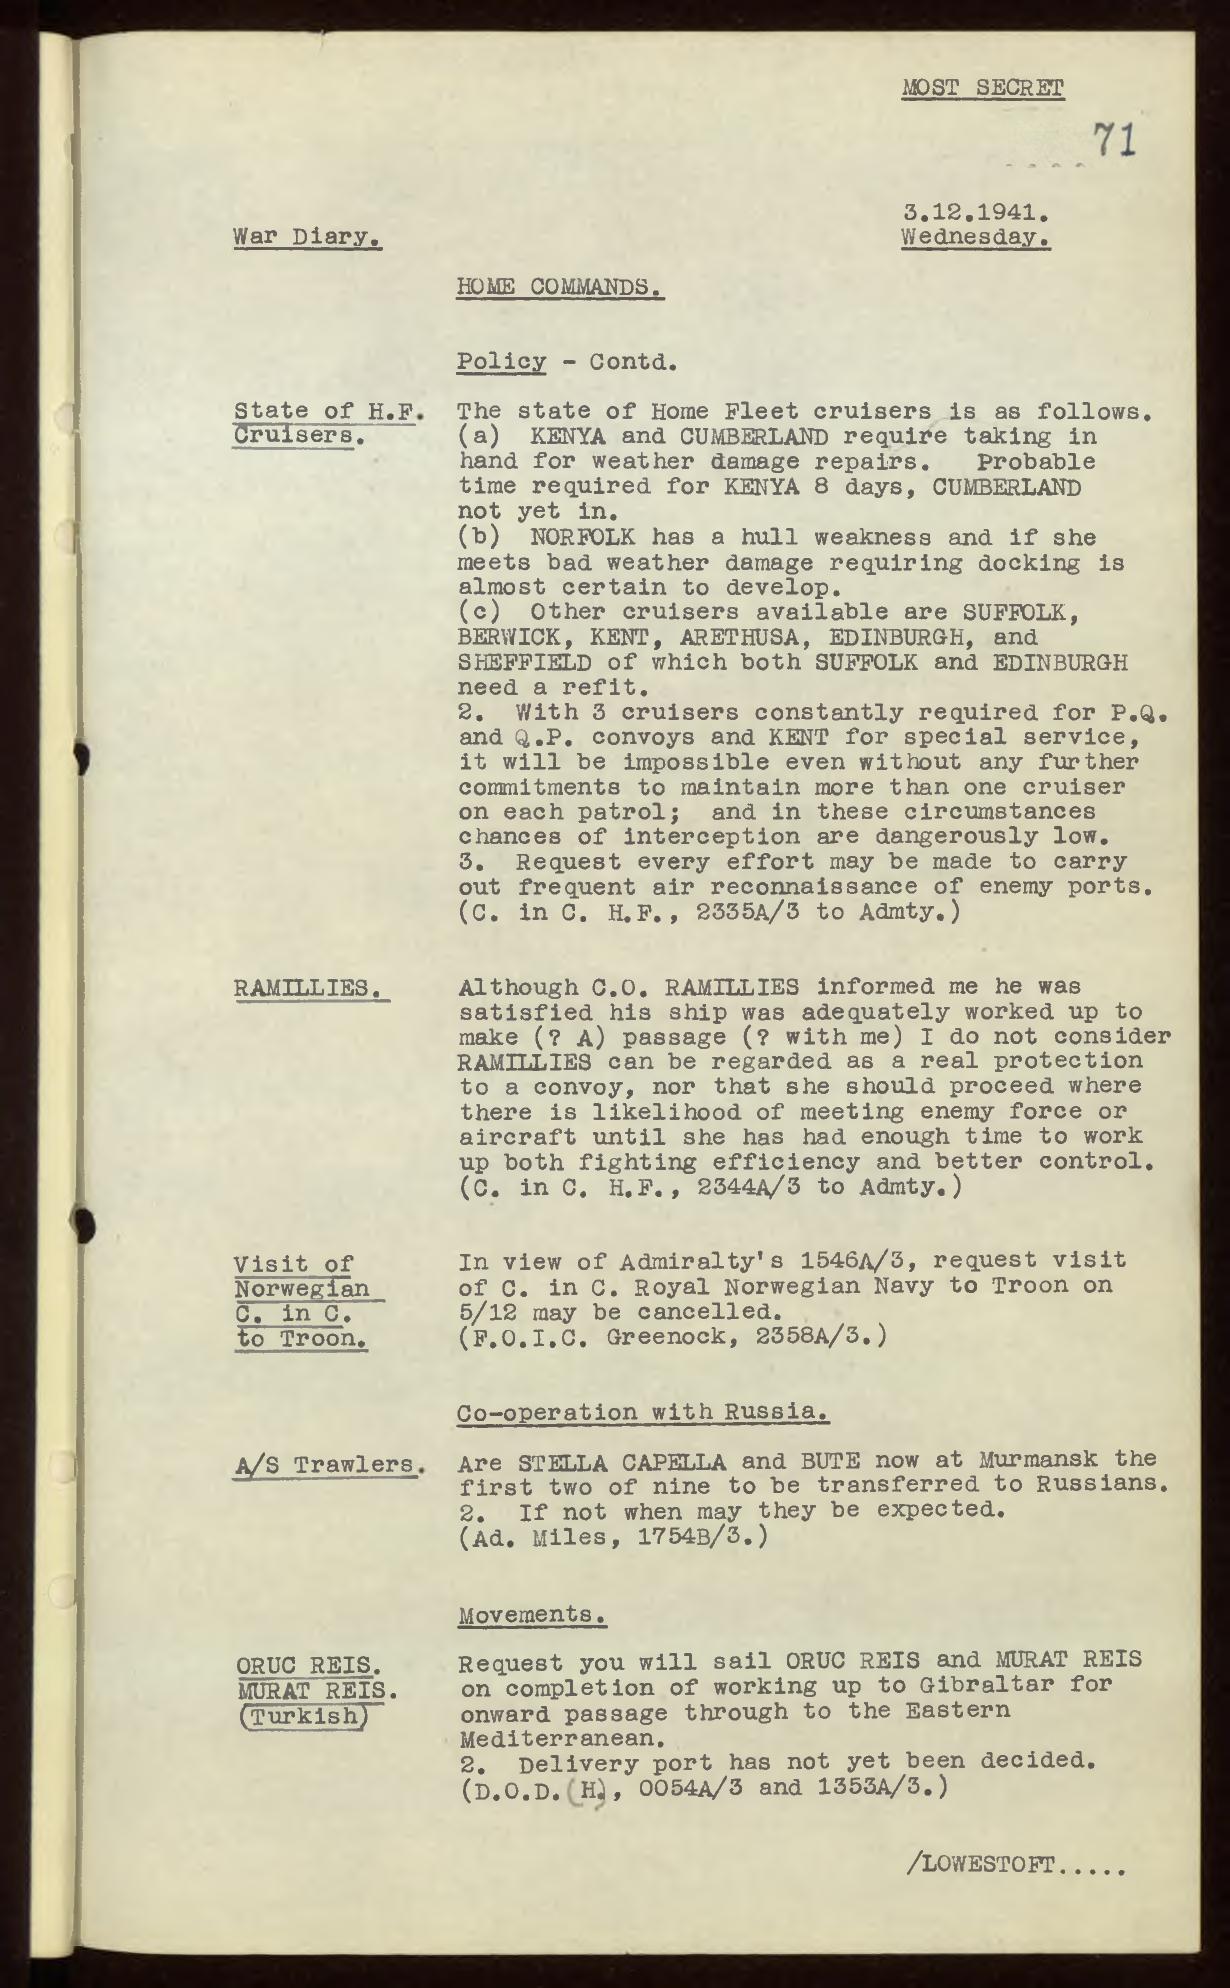 MOST SECRET
71
3.12.1941.
War Diary.
Wednesday.
HOME COMMANDS.
Policy - Contd.
State of H.F.
Cruisers.
The state of Home Fleet cruisers is as follows.
(a) KENYA and CUMBERLAND require taking in
hand for weather damage repairs. Probable
time required for KENYA 8 days, CUMBERLAND
not yet in.
(b) NORFOLK has a hull weakness and if she
meets bad weather damage requiring docking is
almost certain to develop.
(c) Other cruisers available are SUFFOLK,
BERWICK, KENT, ARETHUSA, EDINBURGH, and
SHEFFIELD of which both SUFFOLK and EDINBURGH
need a refit.
2. With 3 cruisers constantly required for P.Q.
and Q.P. convoys and KENT for special service,
it will be impossible even without any further
commitments to maintain more than one cruiser
on each patrol; and in these circumstances
chances of interception are dangerously low.
3. Request every effort may be made to carry
out frequent air reconnaissance of enemy ports.
(C. in C. H.F., 2335A/3 to Admty.)
RAMILLIES.
Although C.O. RAMILLIES informed me he was
satisfied his ship was adequately worked up to
make (? A) passage (? with me) I do not consider
RAMILLIES can be regarded as a real protection
to a convoy, nor that she should proceed where
there is likelihood of meeting enemy force or
aircraft until she has had enough time to work
up both fighting efficiency and better control.
(C. in C. H.F., 2344A/3 to Admty.)
Visit of
Norwegian
C. in C.
to Troon.
In view of Admiralty's 1546A/3, request visit
of C. in C. Royal Norwegian Navy to Troon on
5/12 may be cancelled.
(F.O.I.C. Greenock, 2358A/3.)
Co-operation with Russia.
A/S Trawlers.
Are STELLA CAPELLA and BUTE now at Murmansk the
first two of nine to be transferred to Russians.
2. If not when may they be expected.
(Ad. Miles, 1754B/3.)
Movements.
ORUC REIS.
MURAT REIS.
(Turkish)
Request you will sail ORUC REIS and MURAT REIS
on completion of working up to Gibraltar for
onward passage through to the Eastern
Mediterranean.
2. Delivery port has not yet been decided.
(D.O.D.(H), 0054A/3 and 1353A/3.)
/LOWESTOFT.....